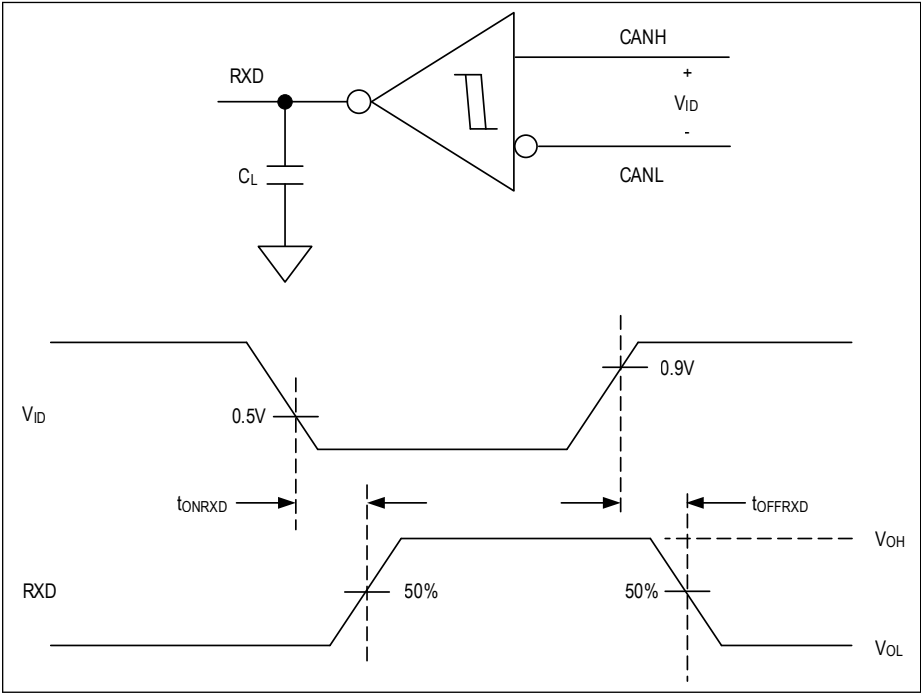 CANH
RXD
+
VID
-
CL
CANL
0.9V
VID
0.5V
tONRXD
tOFFRXD
VOH
RXD
50%
50%
VOL